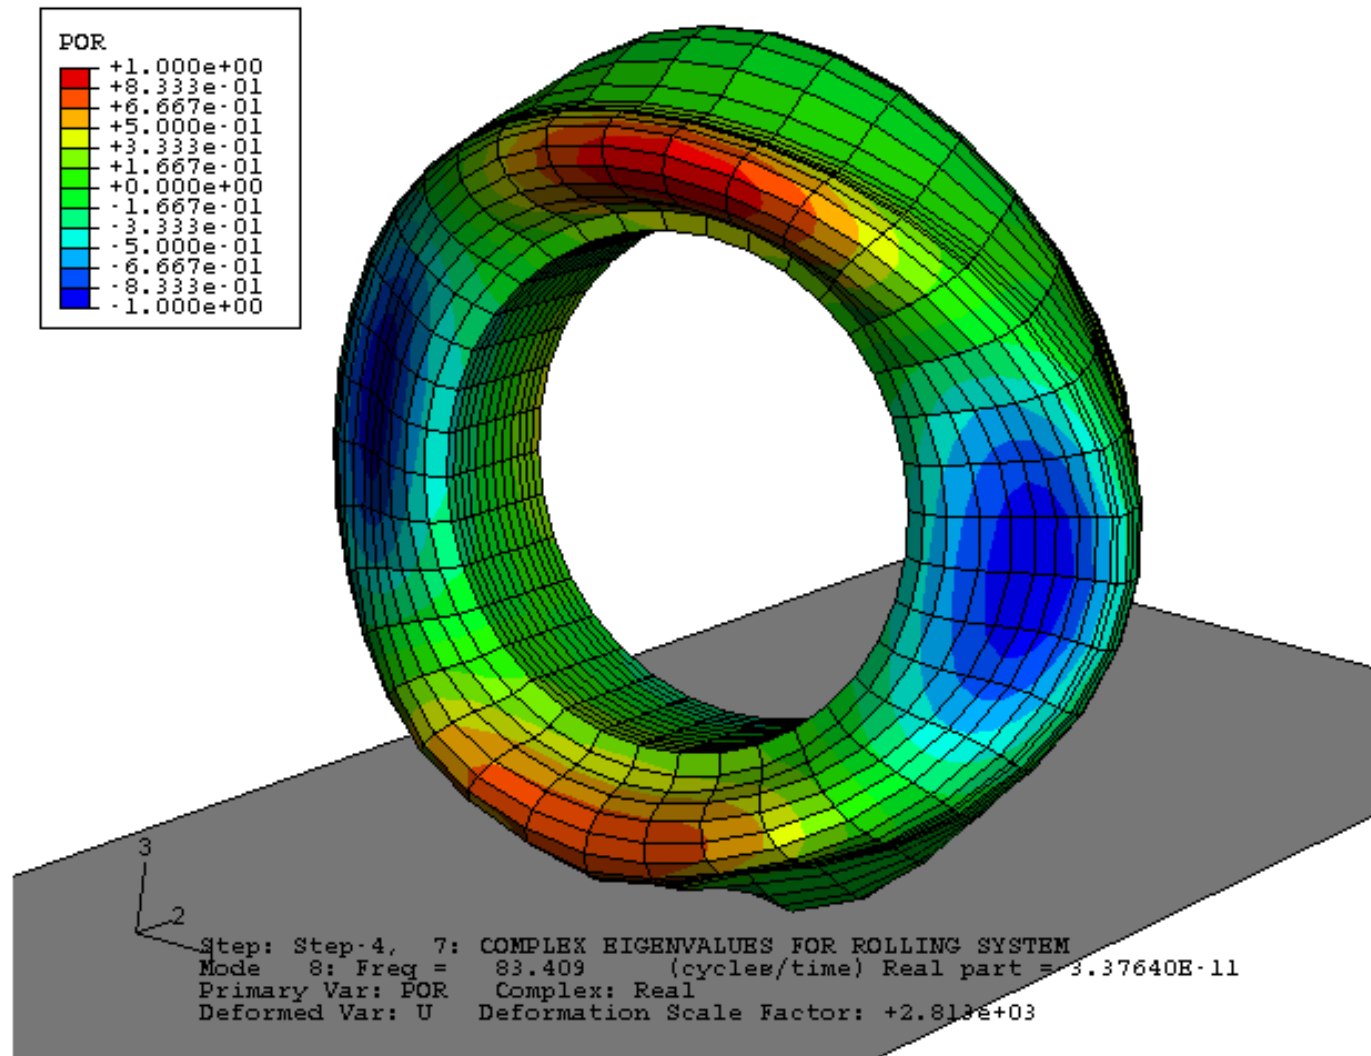 POR
+1.000e+00
+8.333e-01
+6.667e-01
+5.000e-01
+3.333e-01
+1.667e-01
+0.000e+00
-1.667e-01
-3.333e-01
-5.000e-01
-6.667e-01
-8.333e-01
-1.000e+00
3
2
1
Step: Step-4, 7: COMPLEX EIGENVALUES FOR ROLLING SYSTEM
Mode 8: Freq = 83.409 (cycles/time) Real part = 3.37640E-11
Primary Var: POR Complex: Real
Deformed Var: U Deformation Scale Factor: +2.813e+03